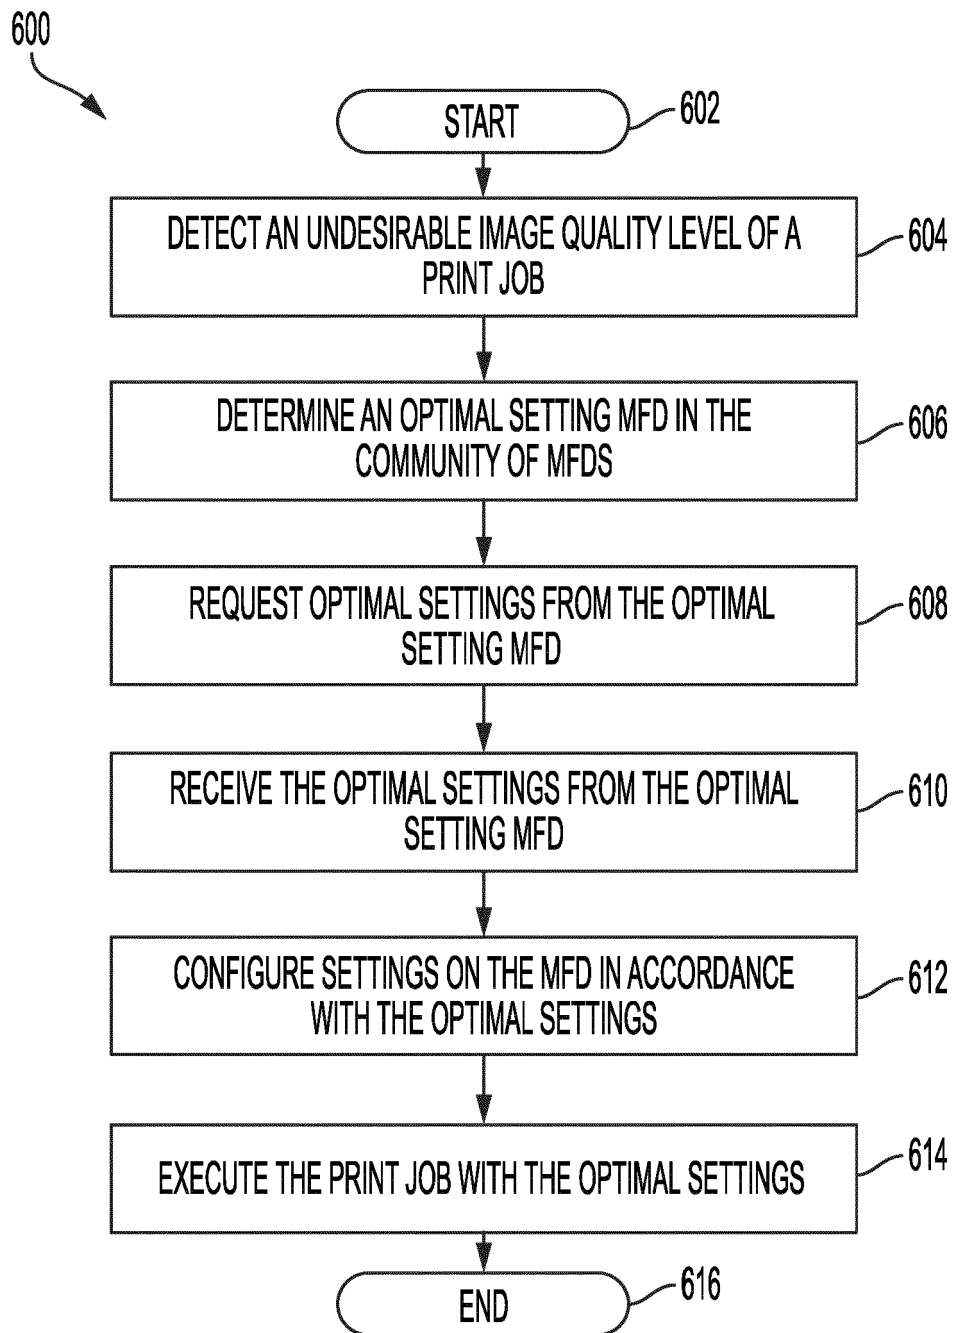 600
START
602
DETECT AN UNDESIRABLE IMAGE QUALITY LEVEL OF A
PRINT JOB
604
DETERMINE AN OPTIMAL SETTING MFD IN THE
COMMUNITY OF MFDS
606
REQUEST OPTIMAL SETTINGS FROM THE OPTIMAL
SETTING MFD
608
RECEIVE THE OPTIMAL SETTINGS FROM THE OPTIMAL
SETTING MFD
610
CONFIGURE SETTINGS ON THE MFD IN ACCORDANCE
WITH THE OPTIMAL SETTINGS
612
EXECUTE THE PRINT JOB WITH THE OPTIMAL SETTINGS
614
END
616